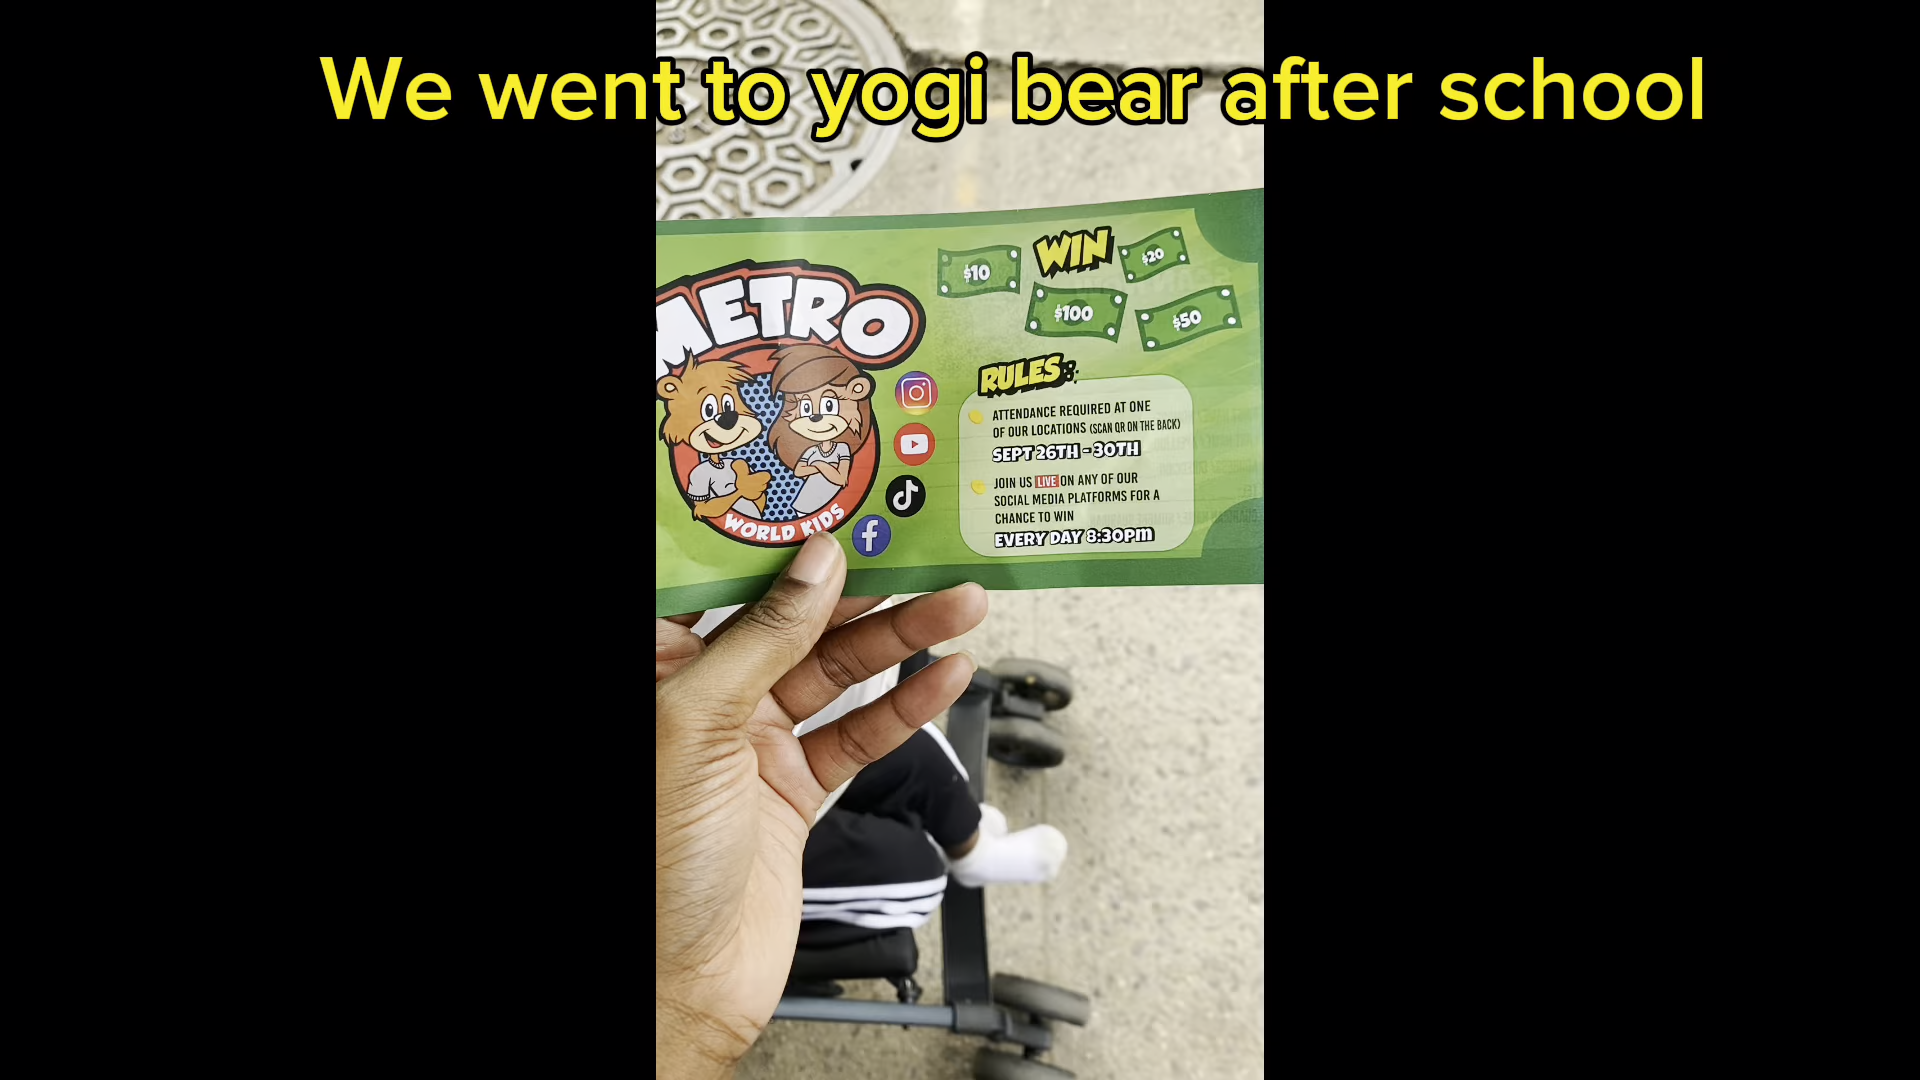 We went to yogi bear after school
METRO
WORLD KIDS
WIN
$10
$20
$100
$50
RULES:
ATTENDANCE REQUIRED AT ONE
OF OUR LOCATIONS (SCAN QR ON THE BACK)
SEPT 26TH - 30TH
JOIN US LIVE ON ANY OF OUR
SOCIAL MEDIA PLATFORMS FOR A
CHANCE TO WIN
EVERY DAY 8:30PM